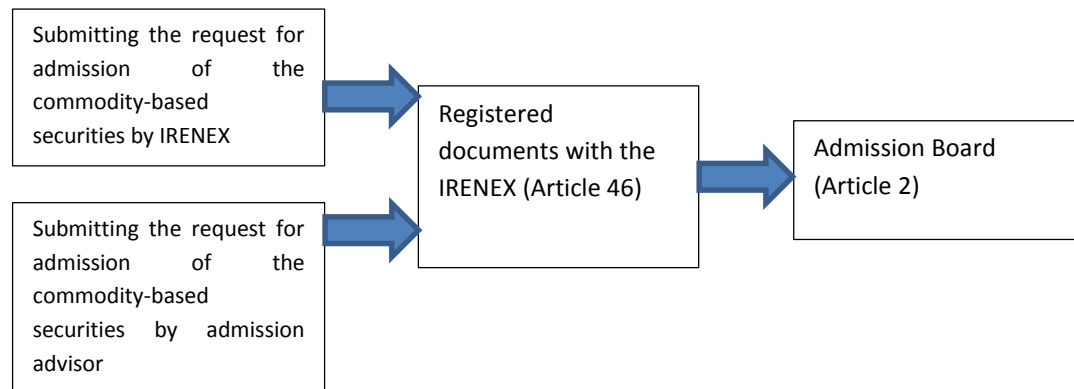 Submitting the request for
admission of the
commodity-based
securities by IRENEX
Submitting the request for
admission of the
commodity-based
securities by admission
advisor
Registered
documents with the
IRENEX (Article 46)
Admission Board
(Article 2)